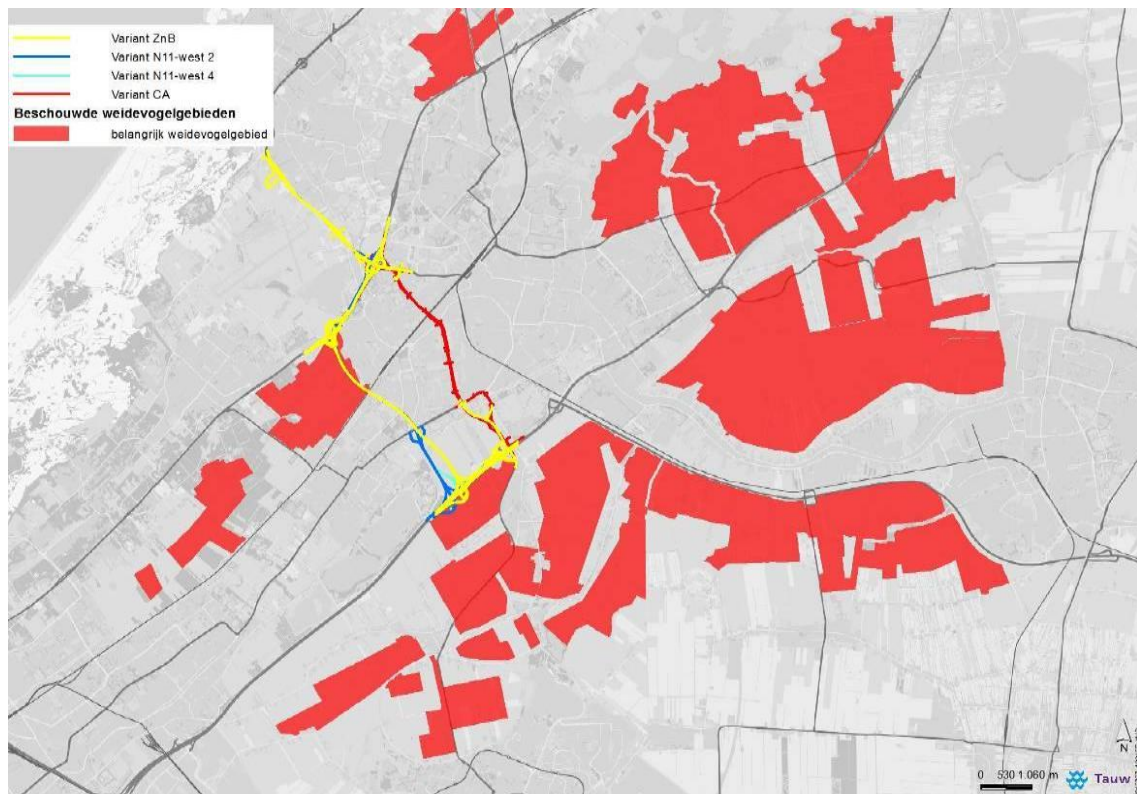 Variant ZnB
Variant N11-west 2
Variant N11-west 4
Variant CA
Beschouwde weidevogelgebieden
belangrijk weidevogelgebied
N
0 530 1.060 m
Tauw